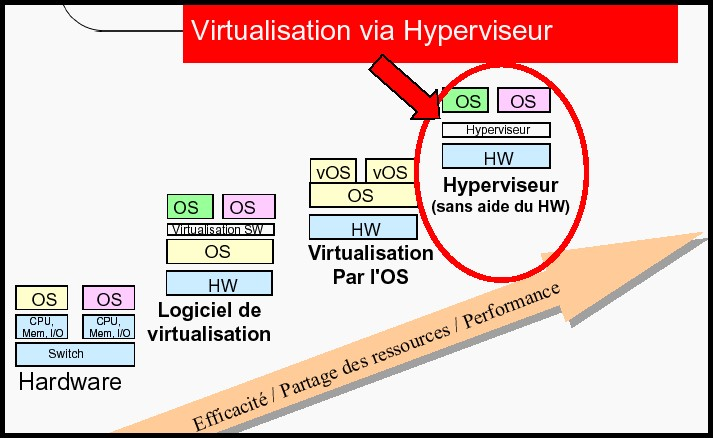 Virtualisation via Hyperviseur
OS OS
Hyperviseur
HW
Hyperviseur
(sans aide du HW)
vOS vOS
OS
HW
Virtualisation
Par l'OS
OS OS
Virtualisation SW
OS
HW
Logiciel de
virtualisation
OS OS
CPU, CPU,
Mem, I/O Mem, I/O
Switch
Hardware
Efficacité / Partage des ressources / Performance